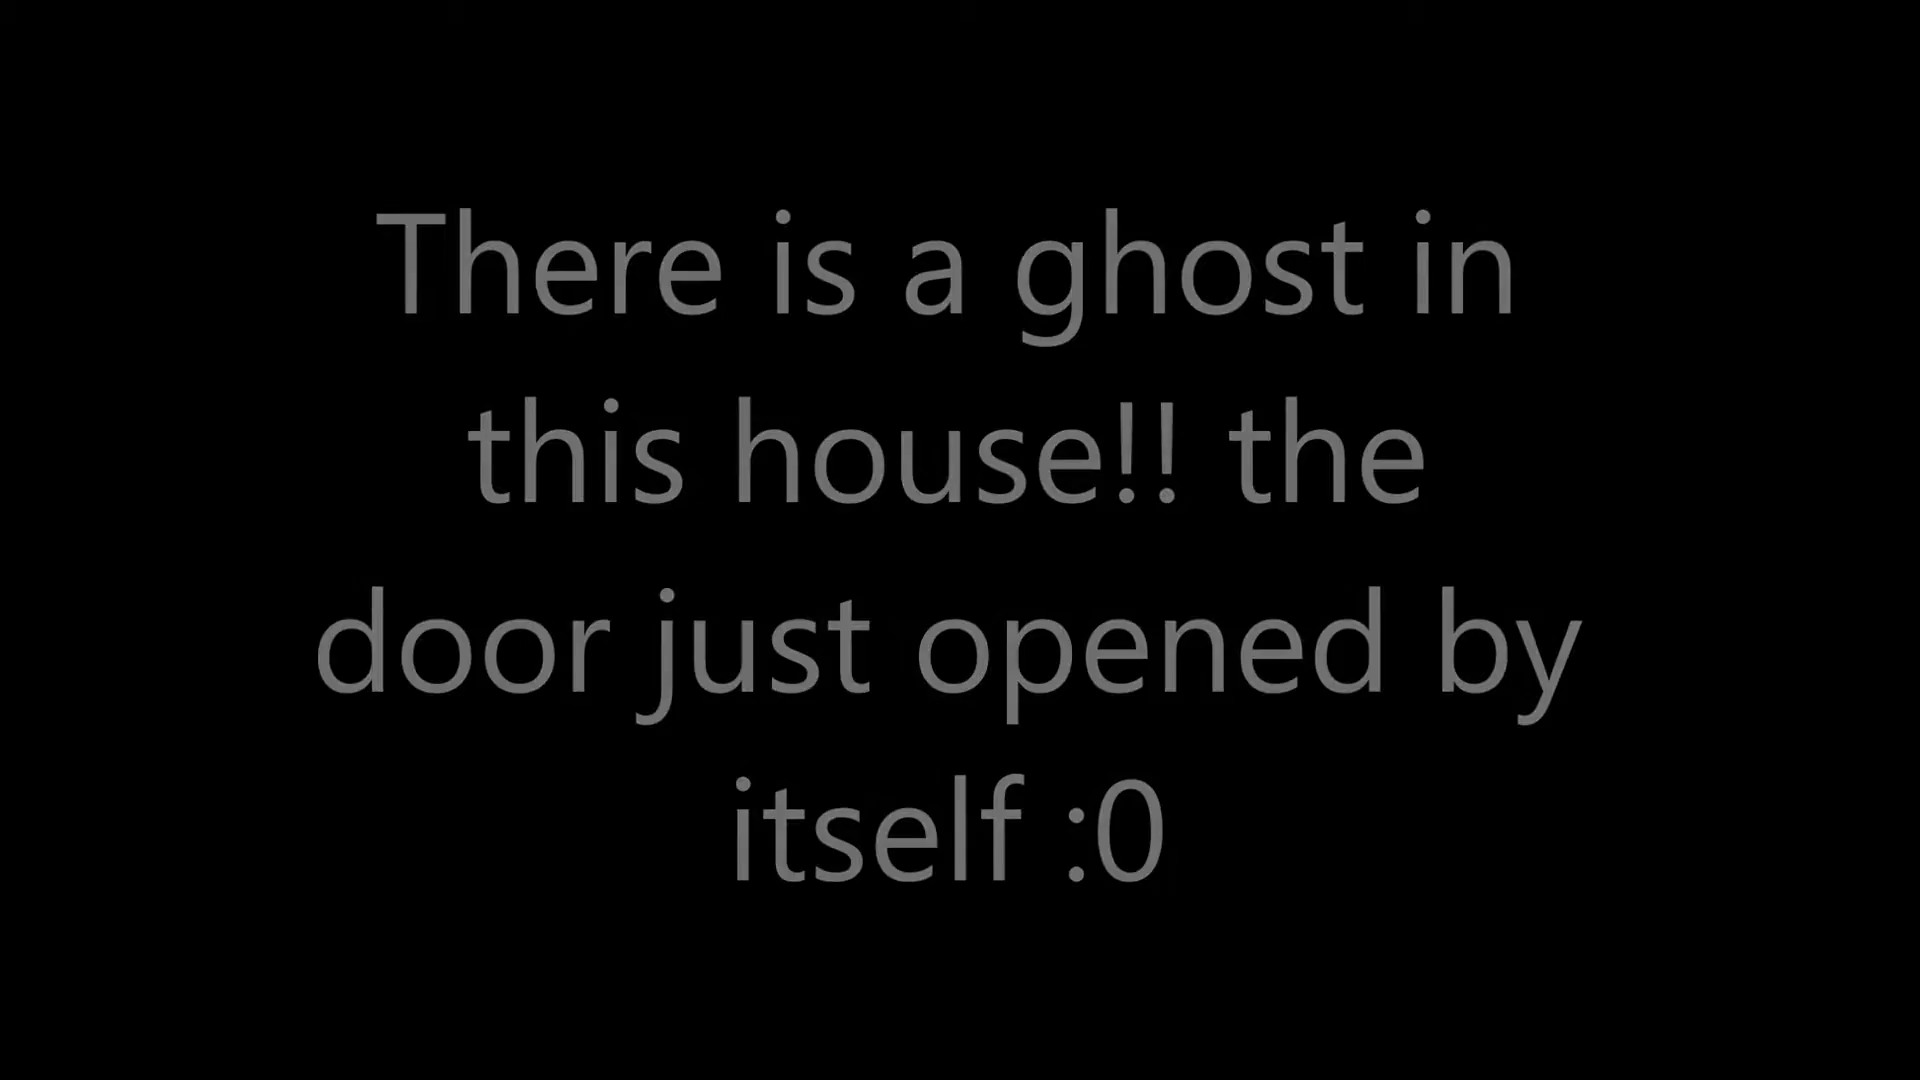 There is a ghost in
this house!! the
door just opened by
itself :0